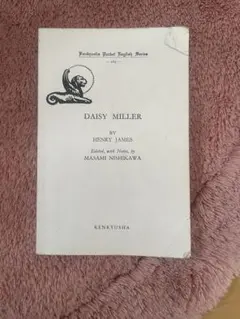 Kenkyusha Pocket English Series
DAISY MILLER
BY
HENRY JAMES
Edited, with Notes, by
MASAMI NISHIKAWA
KENKYUSHA